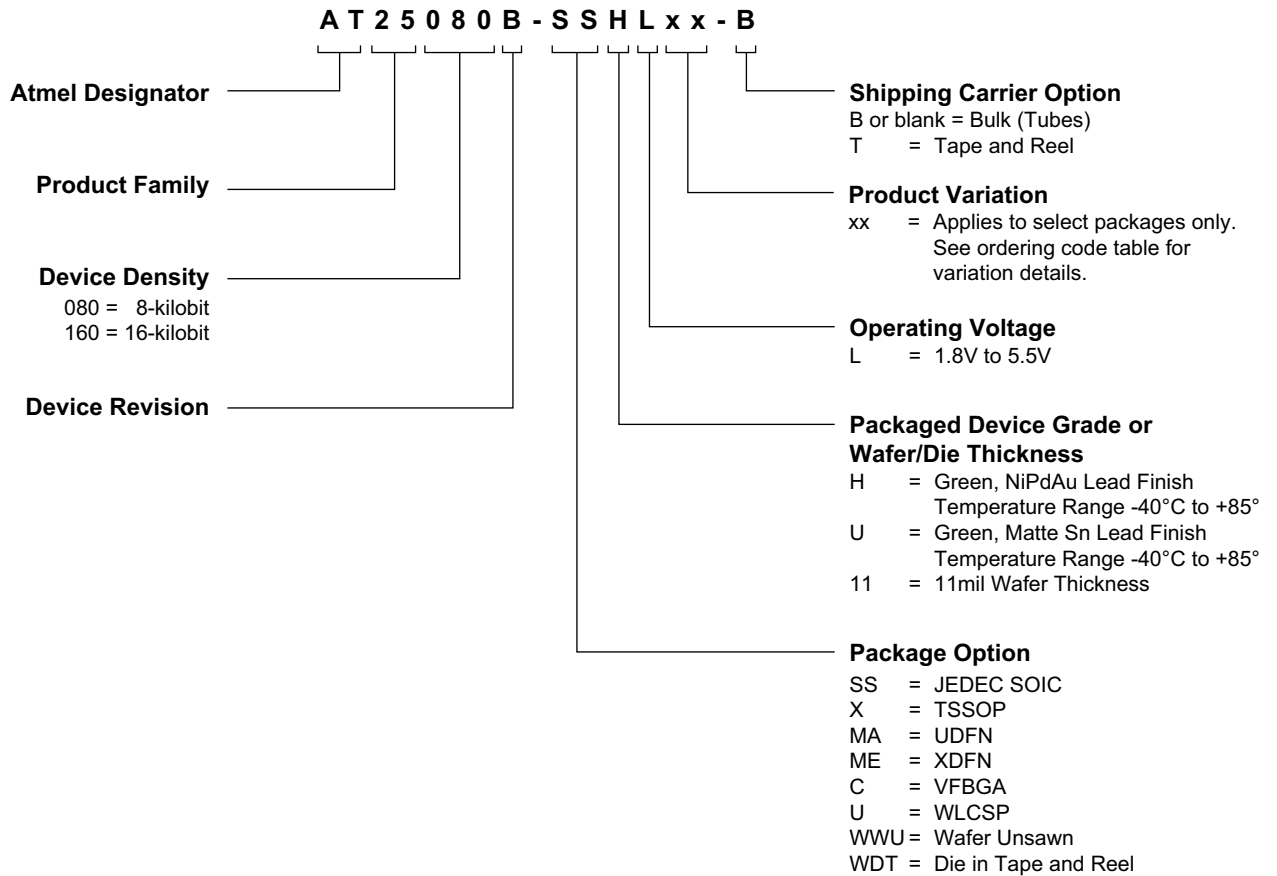 AT25080B-SSHLxx-B
Atmel Designator
Product Family
Device Density
080 = 8-kilobit
160 = 16-kilobit
Device Revision
Shipping Carrier Option
B or blank = Bulk (Tubes)
T = Tape and Reel
Product Variation
xx = Applies to select packages only.
See ordering code table for
variation details.
Operating Voltage
L = 1.8V to 5.5V
Packaged Device Grade or
Wafer/Die Thickness
H = Green, NiPdAu Lead Finish
Temperature Range -40°C to +85°
U = Green, Matte Sn Lead Finish
Temperature Range -40°C to +85°
11 = 11mil Wafer Thickness
Package Option
SS = JEDEC SOIC
X = TSSOP
MA = UDFN
ME = XDFN
C = VFBGA
U = WLCSP
WWU = Wafer Unsawn
WDT = Die in Tape and Reel